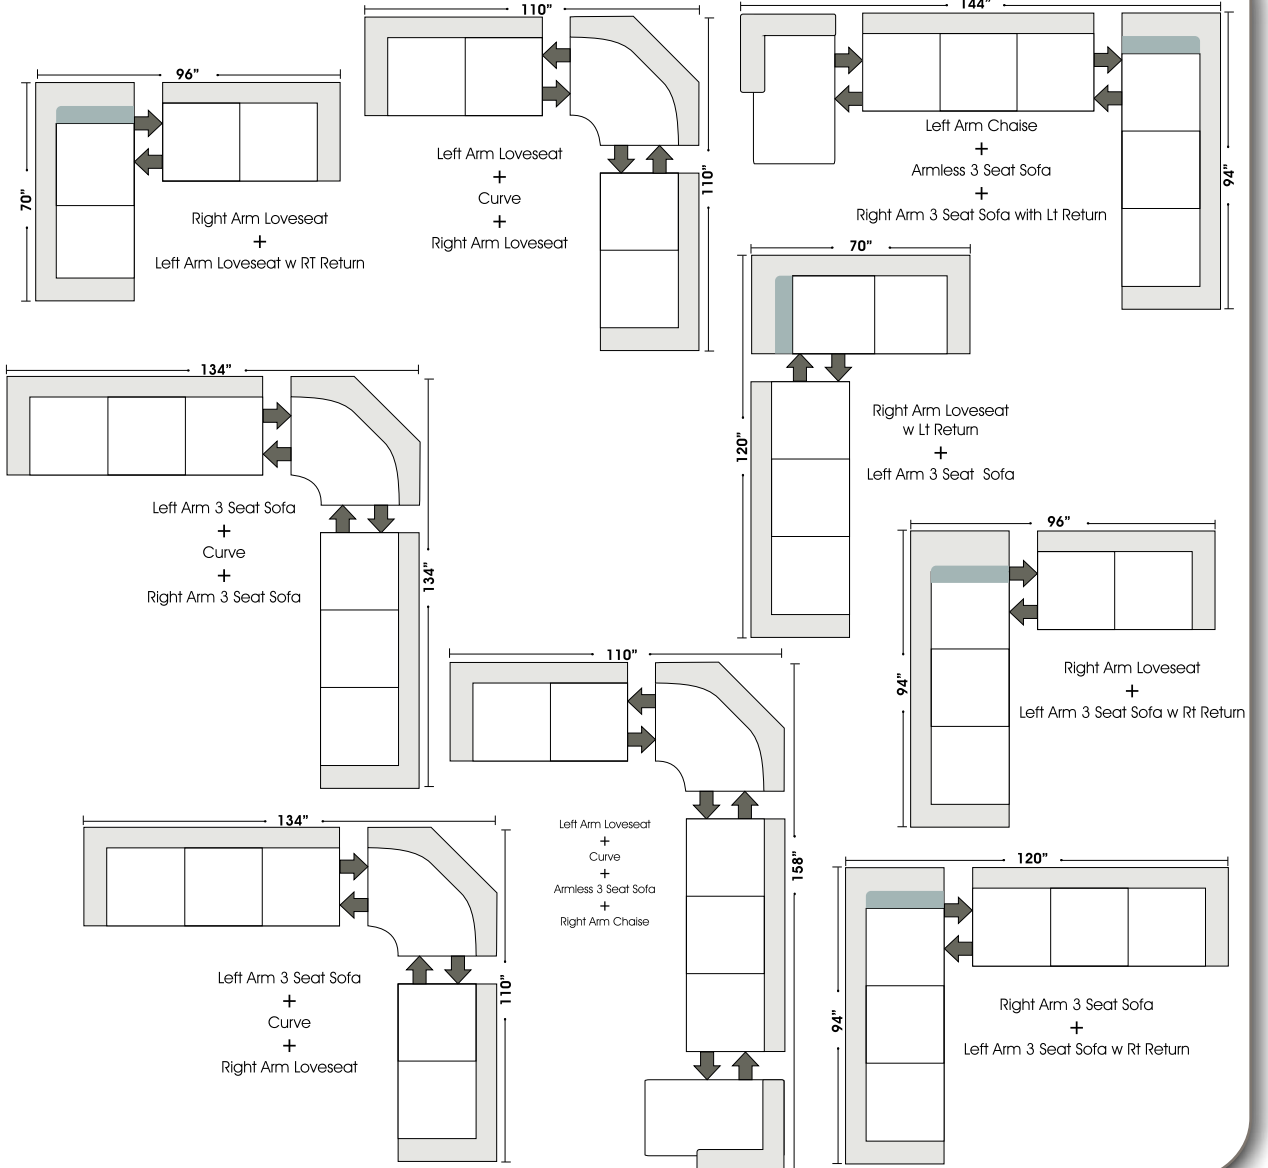 96”
70”
Right Arm Loveseat
+
Left Arm Loveseat w RT Return
110”
110”
Left Arm Loveseat
+
Curve
+
Right Arm Loveseat
144”
94”
Left Arm Chaise
+
Armless 3 Seat Sofa
+
Right Arm 3 Seat Sofa with Lt Return
70”
120”
Right Arm Loveseat
w Lt Return
+
Left Arm 3 Seat Sofa
134”
134”
Left Arm 3 Seat Sofa
+
Curve
+
Right Arm 3 Seat Sofa
96”
94”
Right Arm Loveseat
+
Left Arm 3 Seat Sofa w Rt Return
110”
158”
Left Arm Loveseat
+
Curve
+
Armless 3 Seat Sofa
+
Right Arm Chaise
134”
110”
Left Arm 3 Seat Sofa
+
Curve
+
Right Arm Loveseat
120”
94”
Right Arm 3 Seat Sofa
+
Left Arm 3 Seat Sofa w Rt Return